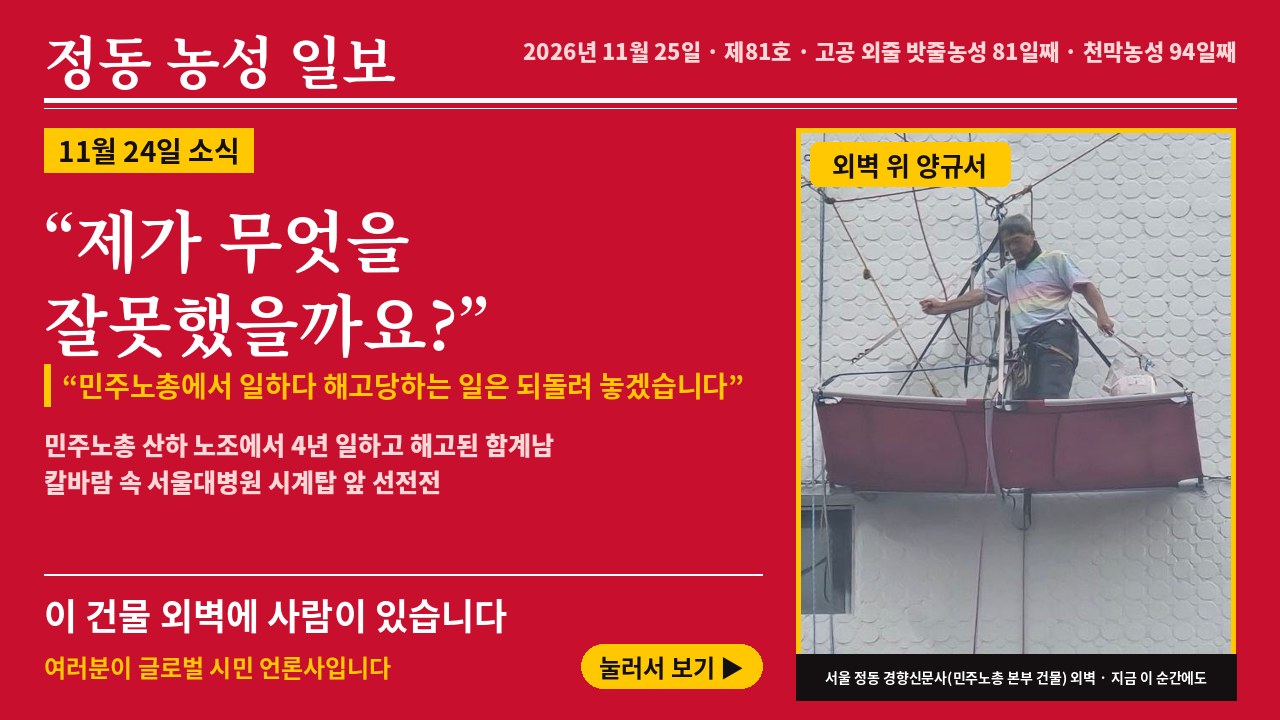 정동 농성 일보
2026년 11월 25일 · 제81호 · 고공 외줄 밧줄농성 81일째 · 천막농성 94일째
11월 24일 소식
“제가 무엇을
잘못했을까요?”
“민주노총에서 일하다 해고당하는 일은 되돌려 놓겠습니다”
민주노총 산하 노조에서 4년 일하고 해고된 함계남
칼바람 속 서울대병원 시계탑 앞 선전전
이 건물 외벽에 사람이 있습니다
여러분이 글로벌 시민 언론사입니다
눌러서 보기 ▶
외벽 위 양규서
서울 정동 경향신문사(민주노총 본부 건물) 외벽 · 지금 이 순간에도